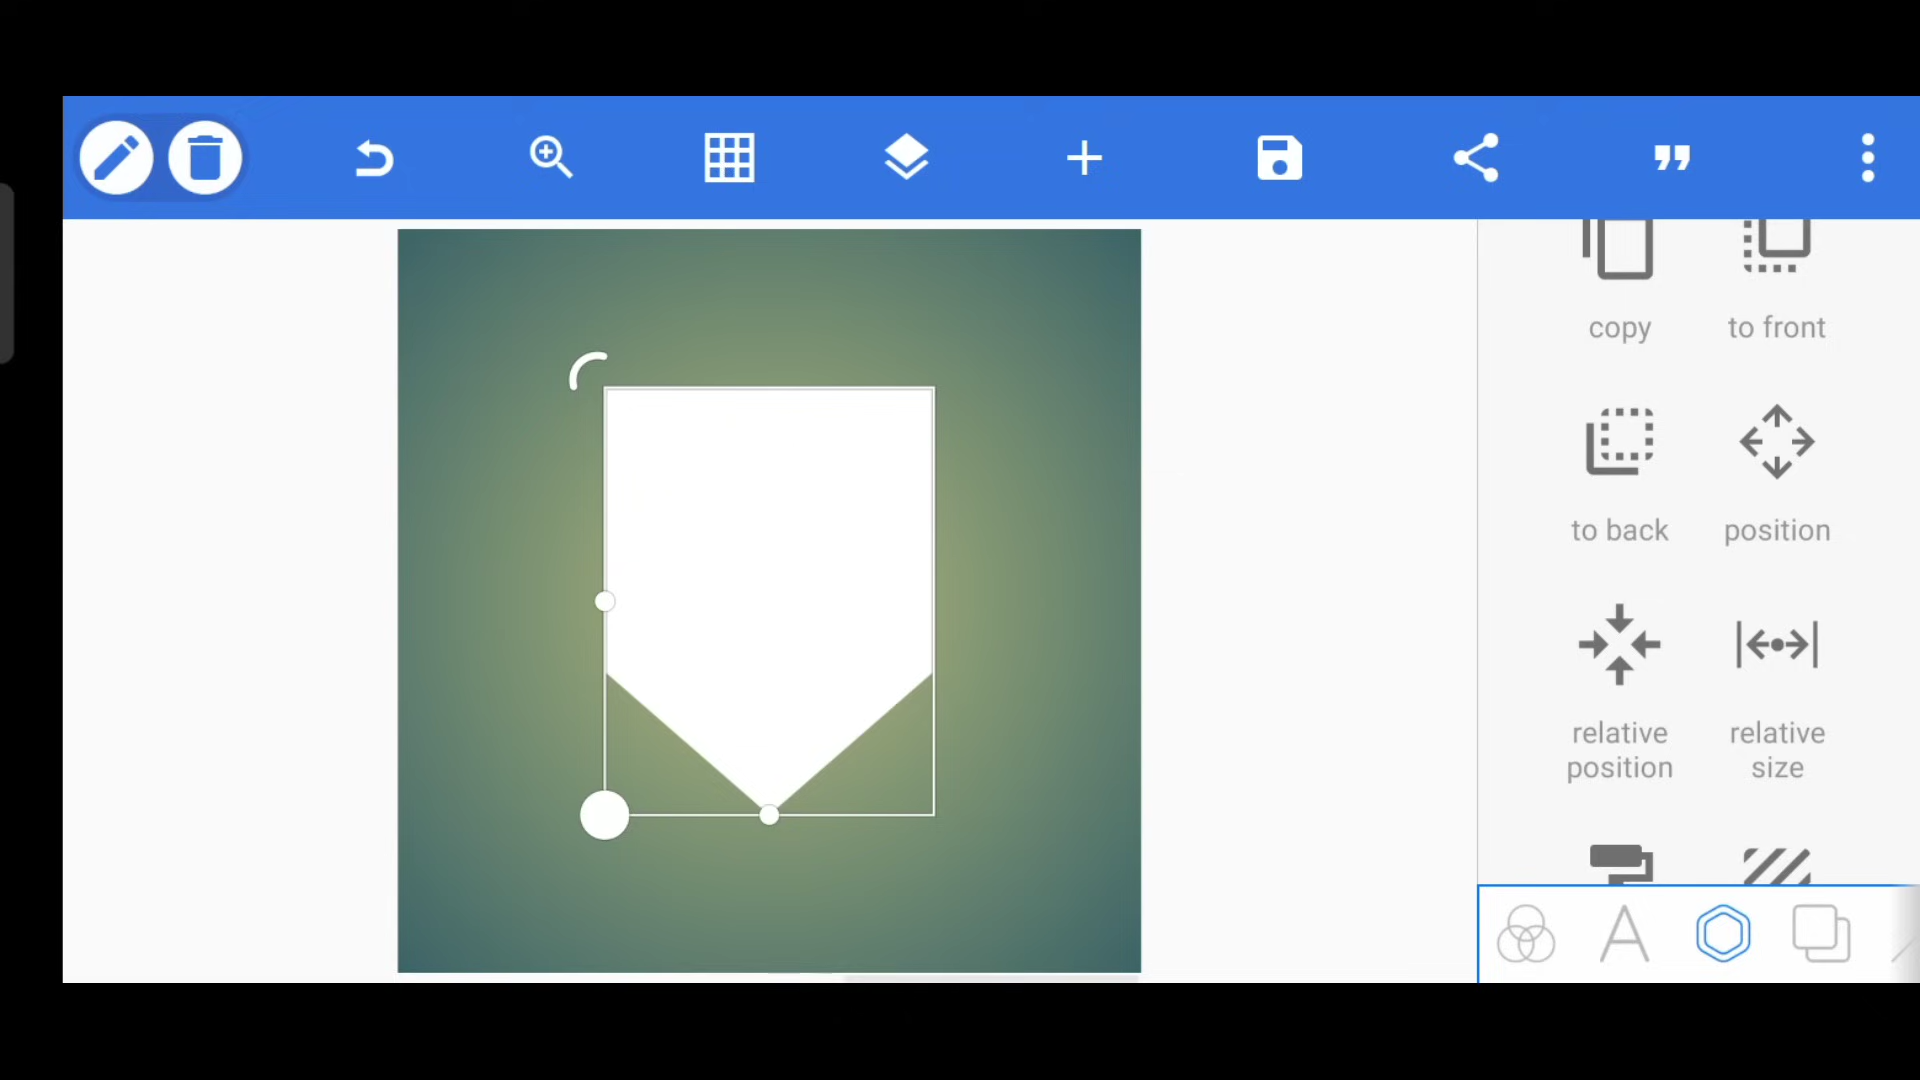 copy
to front
to back
position
relative
position
relative
size